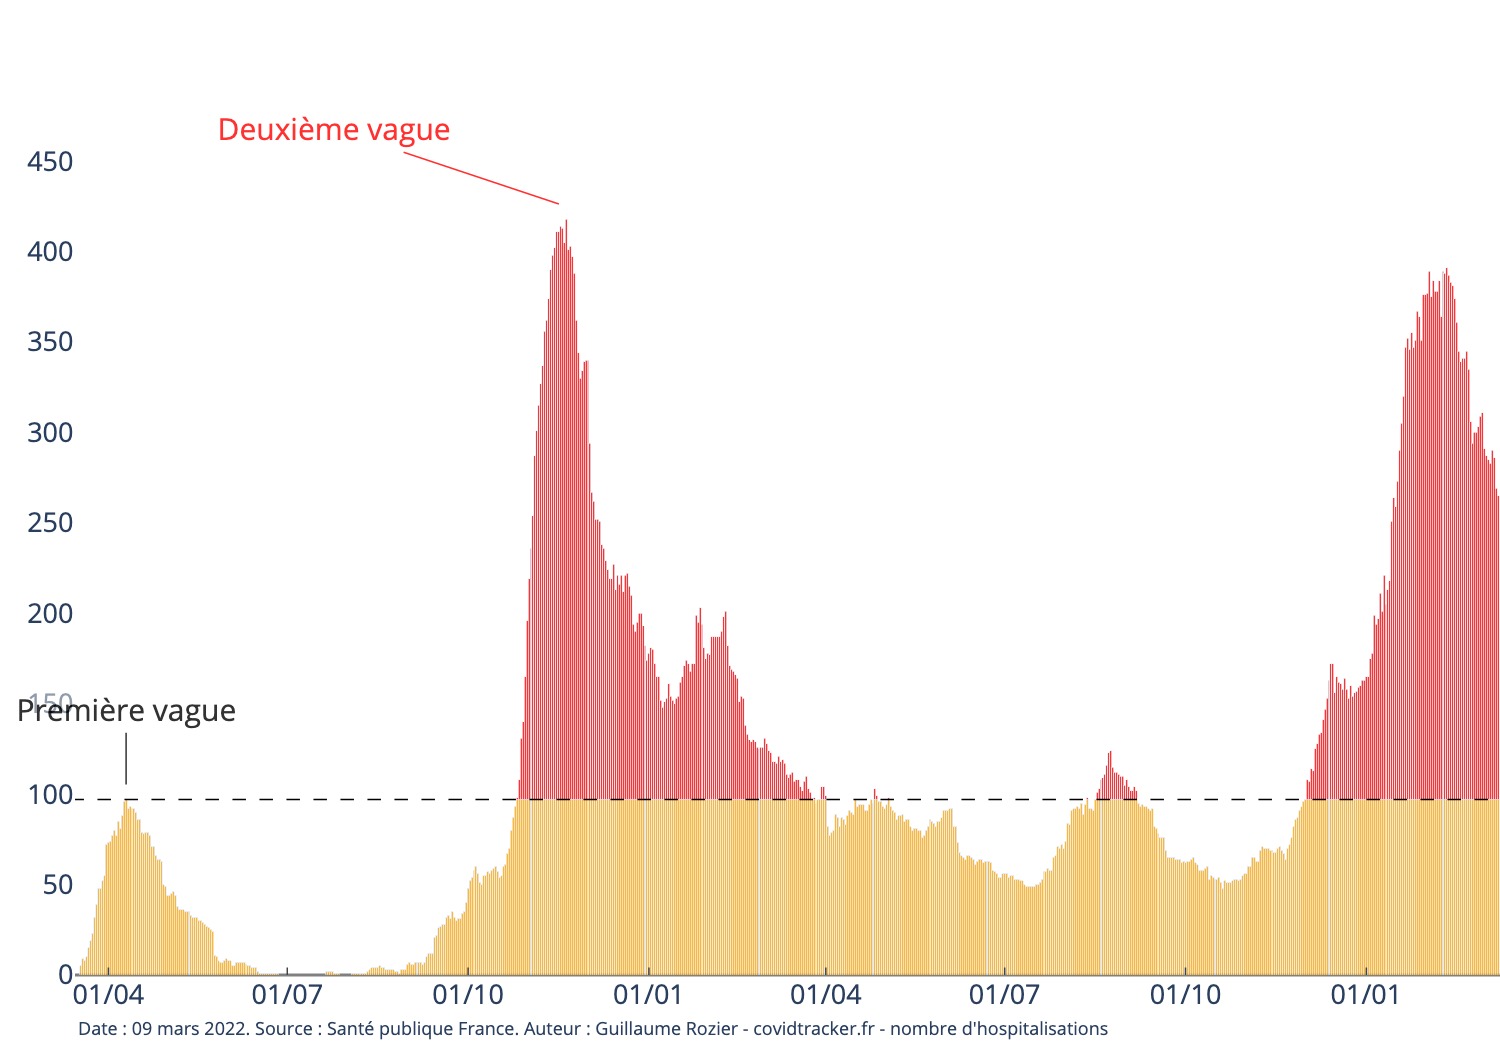 Deuxième vague
450
400
350
300
250
200
150
Première vague
100
50
0
01/04 01/07 01/10 01/01 01/04 01/07 01/10 01/01
Date : 09 mars 2022. Source : Santé publique France. Auteur : Guillaume Rozier - covidtracker.fr - nombre d'hospitalisations